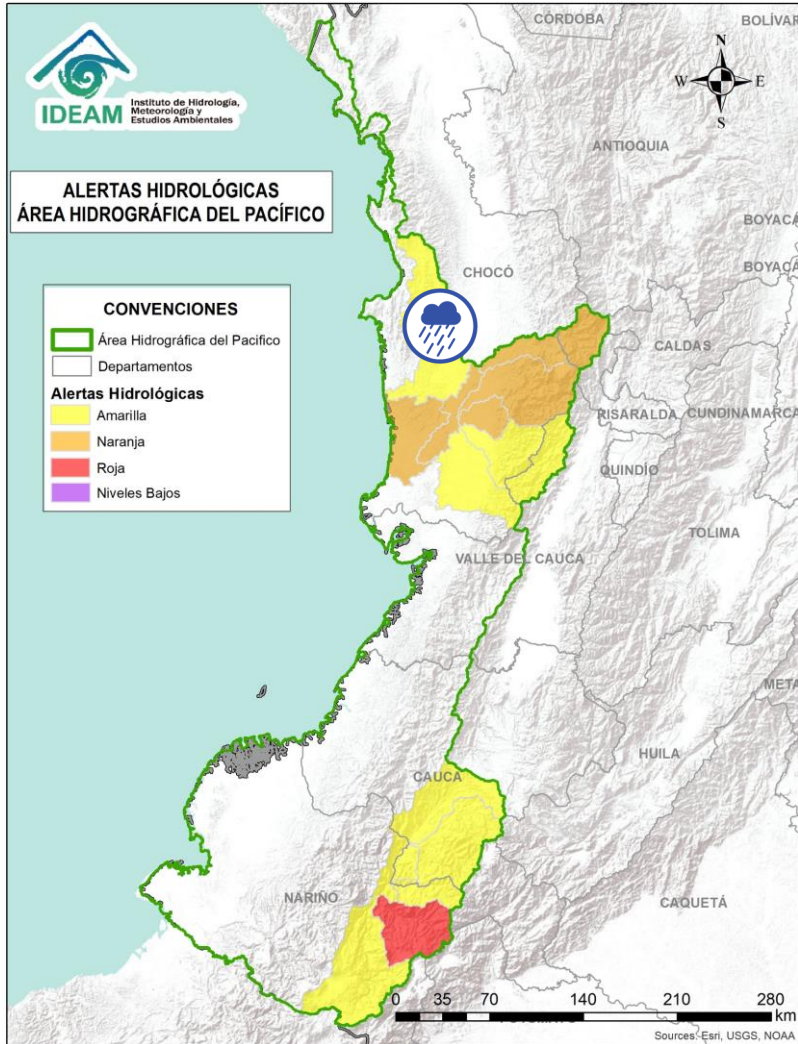 CÓRDOBA
BOLÍVAR
N
W
E
S
IDEAM
Instituto de Hidrología,
Meteorología y
Estudios Ambientales
ANTIOQUIA
ALERTAS HIDROLÓGICAS
ÁREA HIDROGRÁFICA DEL PACÍFICO
BOYACÁ
BOYACÁ
CHOCÓ
CONVENCIONES
Área Hidrográfica del Pacifico
Departamentos
Alertas Hidrológicas
Amarilla
Naranja
Roja
Niveles Bajos
CALDAS
RISARALDA
CUNDINAMARCA
QUINDÍO
TOLIMA
VALLE DEL CAUCA
META
HUILA
CAUCA
NARIÑO
CAQUETÁ
0 35 70 140 210 280
km
Sources: Esri, USGS, NOAA